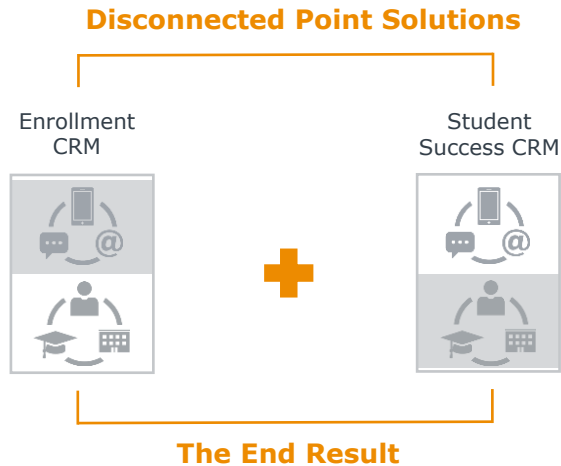 Disconnected Point Solutions
Enrollment
CRM
Student
Success CRM
@
@
The End Result